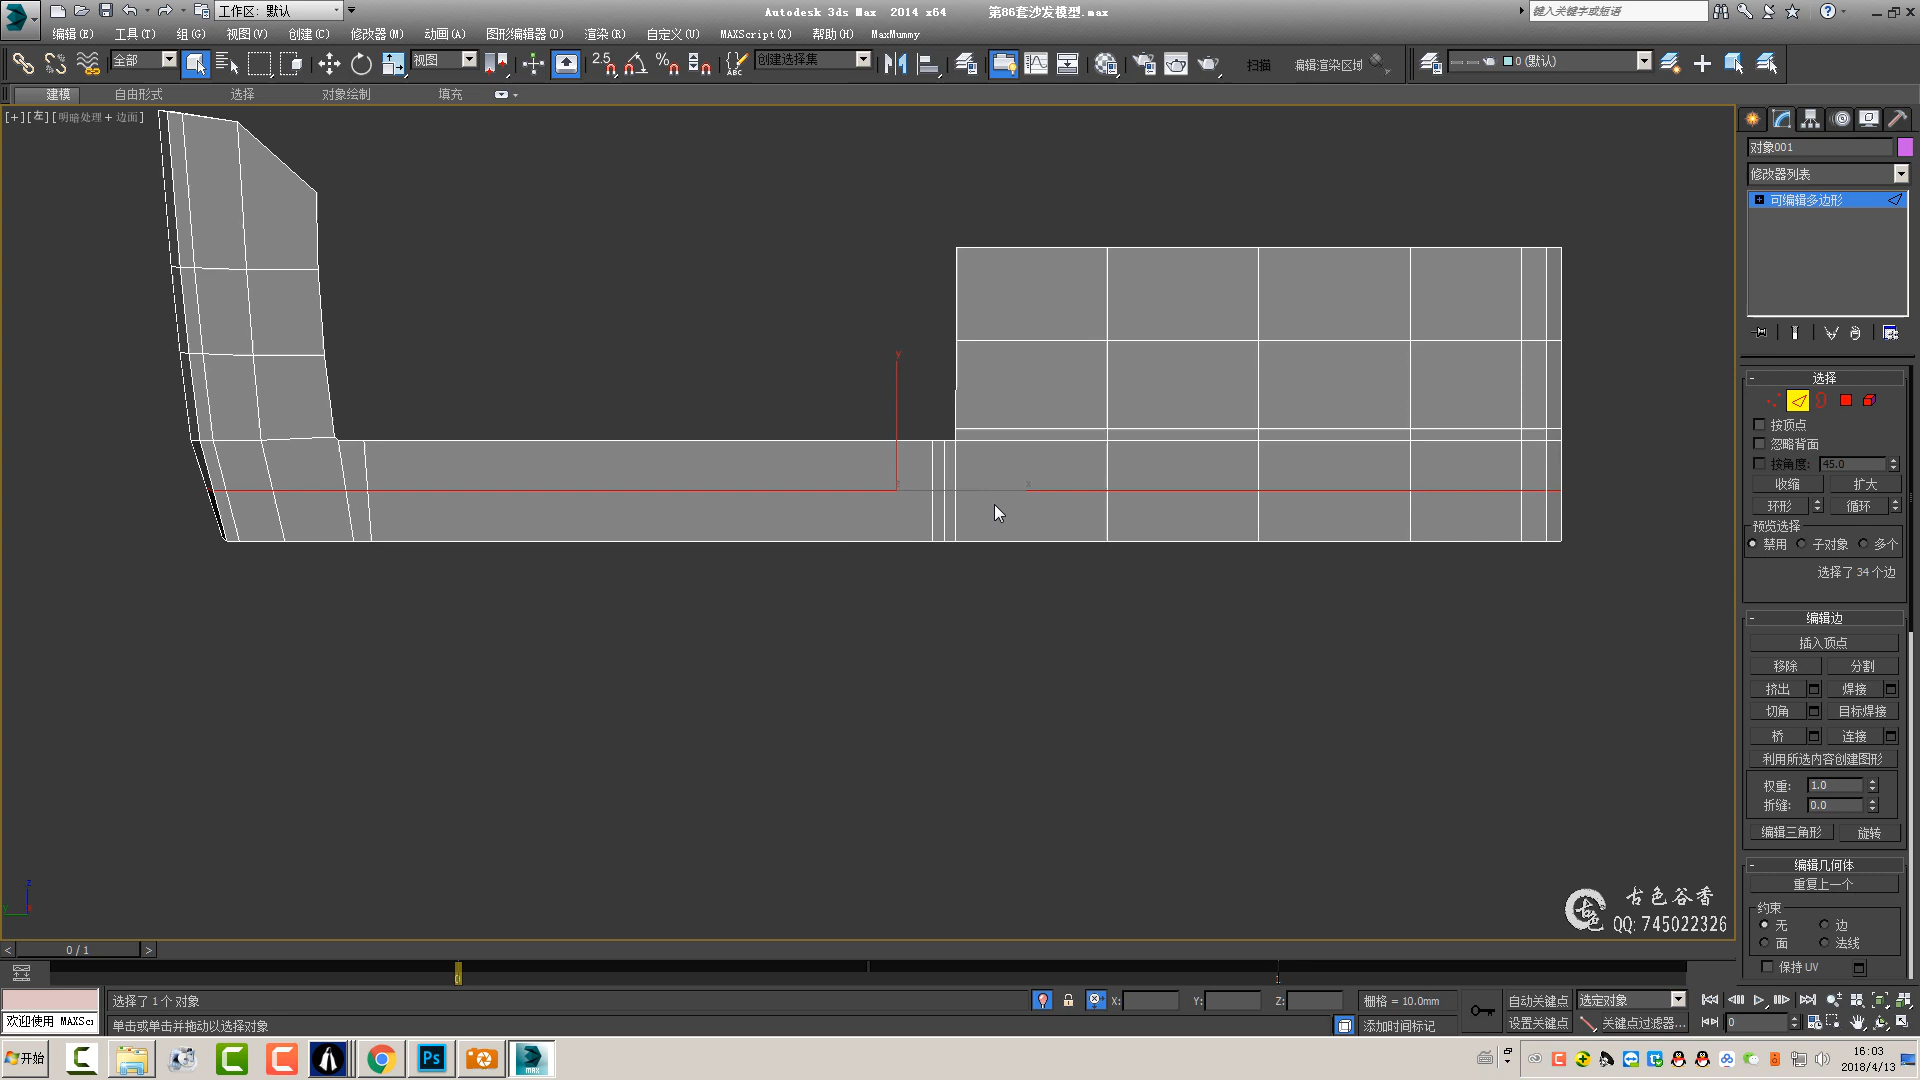 工作区: 默认
Autodesk 3ds Max  2014 x64      第86套沙发模型.max
键入关键字或短语
编辑(E)  工具(T)  组(G)  视图(V)  创建(C)  修改器(M)  动画(A)  图形编辑器(D)  渲染(R)  自定义(U)  MAXScript(X)  帮助(H)  MaxMummy
全部  视图  2.5  创建选择集  扫描  编辑渲染区域  0 (默认)
建模  自由形式  选择  对象绘制  填充
[+][左][明暗处理 + 边面]
对象001
修改器列表
可编辑多边形
选择
按顶点
忽略背面
按角度: 45.0
收缩  扩大
环形  循环
预览选择
禁用  子对象  多个
选择了 34 个边
编辑边
插入顶点
移除  分割
挤出  焊接
切角  目标焊接
桥  连接
利用所选内容创建图形
权重: 1.0
折缝: 0.0
编辑三角形  旋转
编辑几何体
重复上一个
约束
无  边
面  法线
保持 UV
古色谷香
QQ: 745022326
0 / 1
选择了 1 个 对象
X:  Y:  Z:  栅格 = 10.0mm  自动关键点  选定对象
欢迎使用 MAXSc
单击或单击并拖动以选择对象
添加时间标记  设置关键点  关键点过滤器...  0
开始
16:03
2018/4/13